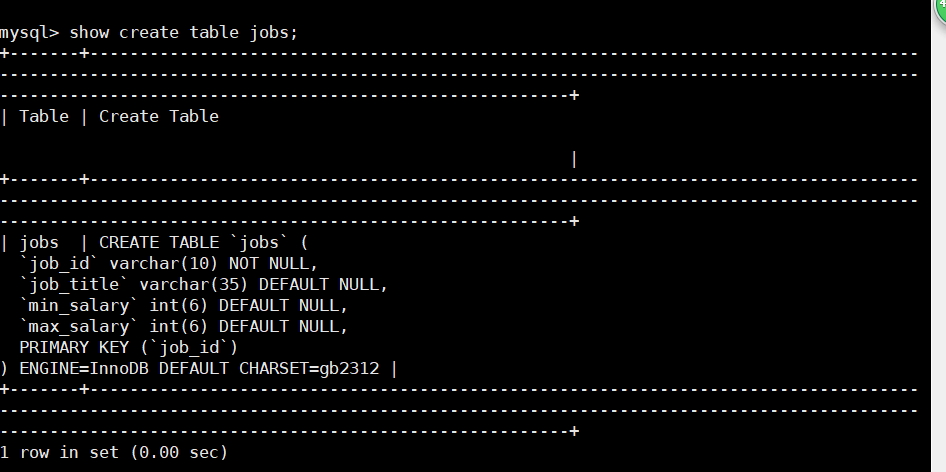 mysql> show create table jobs;
+-------+-----------------------------------------------------------------------------------
--------------------------------------------------------------------------------------------
---------------------------------------------------------+
| Table | Create Table
|
+-------+-----------------------------------------------------------------------------------
--------------------------------------------------------------------------------------------
---------------------------------------------------------+
| jobs  | CREATE TABLE `jobs` (
  `job_id` varchar(10) NOT NULL,
  `job_title` varchar(35) DEFAULT NULL,
  `min_salary` int(6) DEFAULT NULL,
  `max_salary` int(6) DEFAULT NULL,
  PRIMARY KEY (`job_id`)
) ENGINE=InnoDB DEFAULT CHARSET=gb2312 |
+-------+-----------------------------------------------------------------------------------
--------------------------------------------------------------------------------------------
---------------------------------------------------------+
1 row in set (0.00 sec)